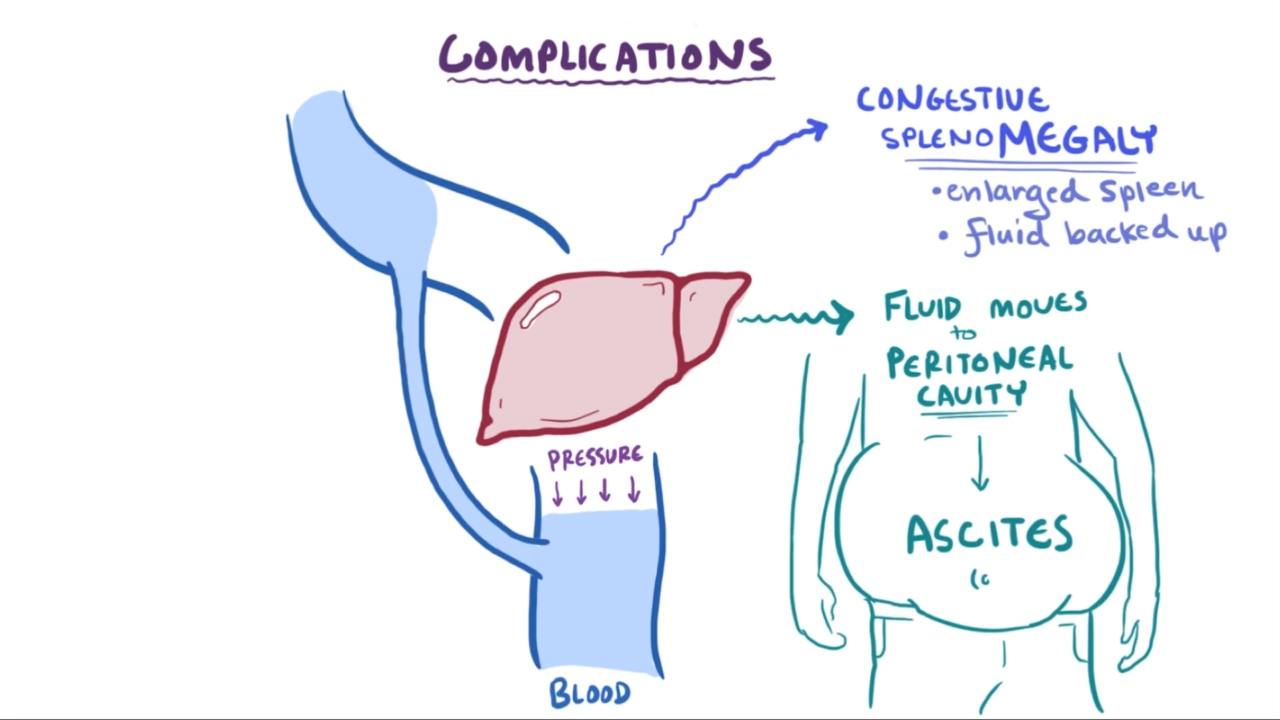 COMPLICATIONS
CONGESTIVE
SPLENOMEGALY
• enlarged spleen
• fluid backed up
FLUID MOVES
to
PERITONEAL
CAVITY
PRESSURE
ASCITES
BLOOD